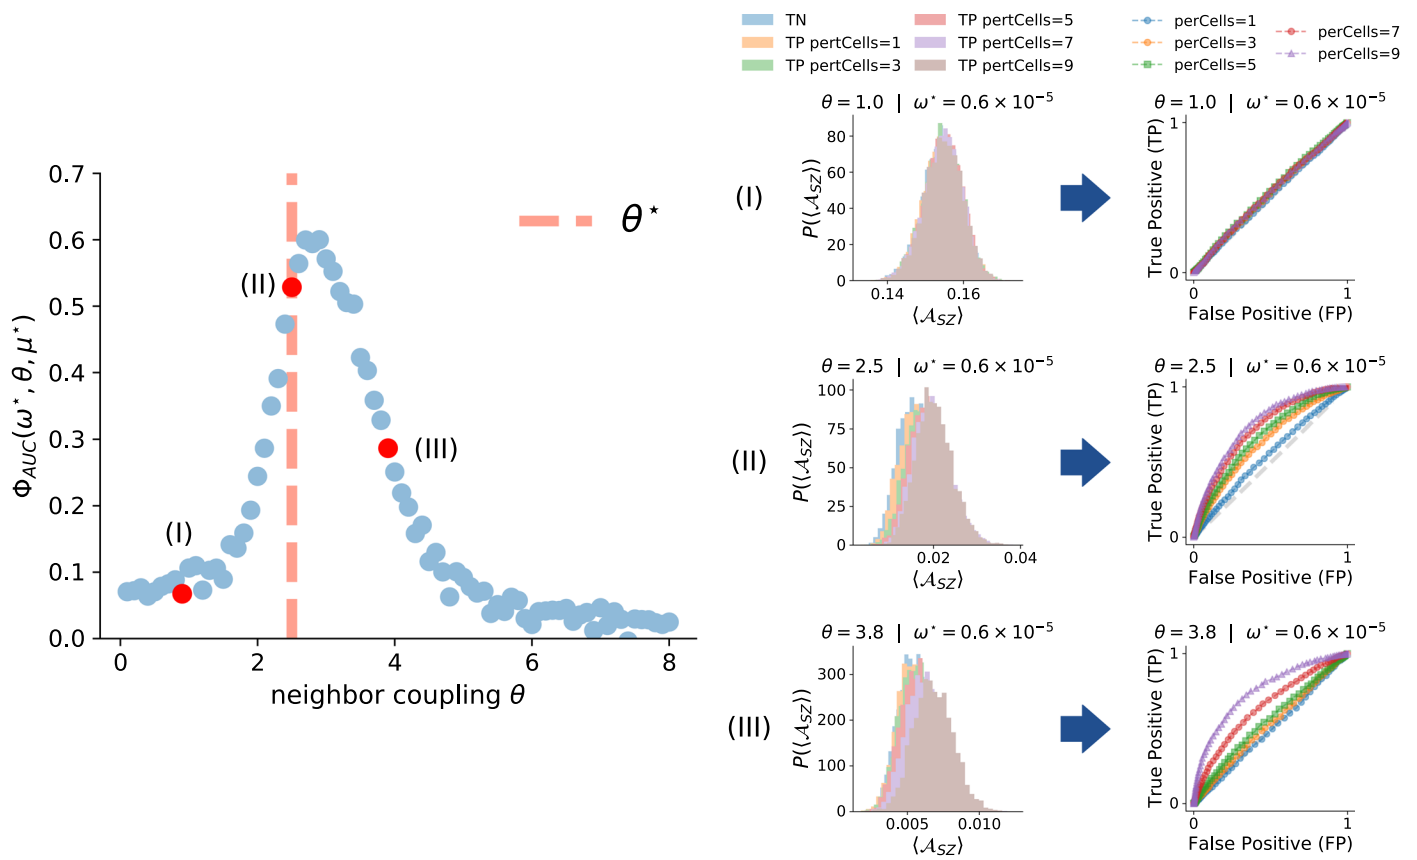 0.7
0.6
0.5
0.4
0.3
0.2
0.1
0.0
Φ_AUC(ω*, θ, μ*)
0 2 4 6 8
neighbor coupling θ
θ*
(I)
(II)
(III)
TN
TP pertCells=1
TP pertCells=3
TP pertCells=5
TP pertCells=7
TP pertCells=9
perCells=1
perCells=3
perCells=5
perCells=7
perCells=9
(I)
θ = 1.0 | ω* = 0.6 × 10⁻⁵
80
60
40
20
0
P(⟨𝒜_SZ⟩)
0.14 0.16
⟨𝒜_SZ⟩
θ = 1.0 | ω* = 0.6 × 10⁻⁵
1
0
True Positive (TP)
0 1
False Positive (FP)
(II)
θ = 2.5 | ω* = 0.6 × 10⁻⁵
100
75
50
25
0
P(⟨𝒜_SZ⟩)
0.02 0.04
⟨𝒜_SZ⟩
θ = 2.5 | ω* = 0.6 × 10⁻⁵
1
0
True Positive (TP)
0 1
False Positive (FP)
(III)
θ = 3.8 | ω* = 0.6 × 10⁻⁵
300
200
100
0
P(⟨𝒜_SZ⟩)
0.005 0.010
⟨𝒜_SZ⟩
θ = 3.8 | ω* = 0.6 × 10⁻⁵
1
0
True Positive (TP)
0 1
False Positive (FP)